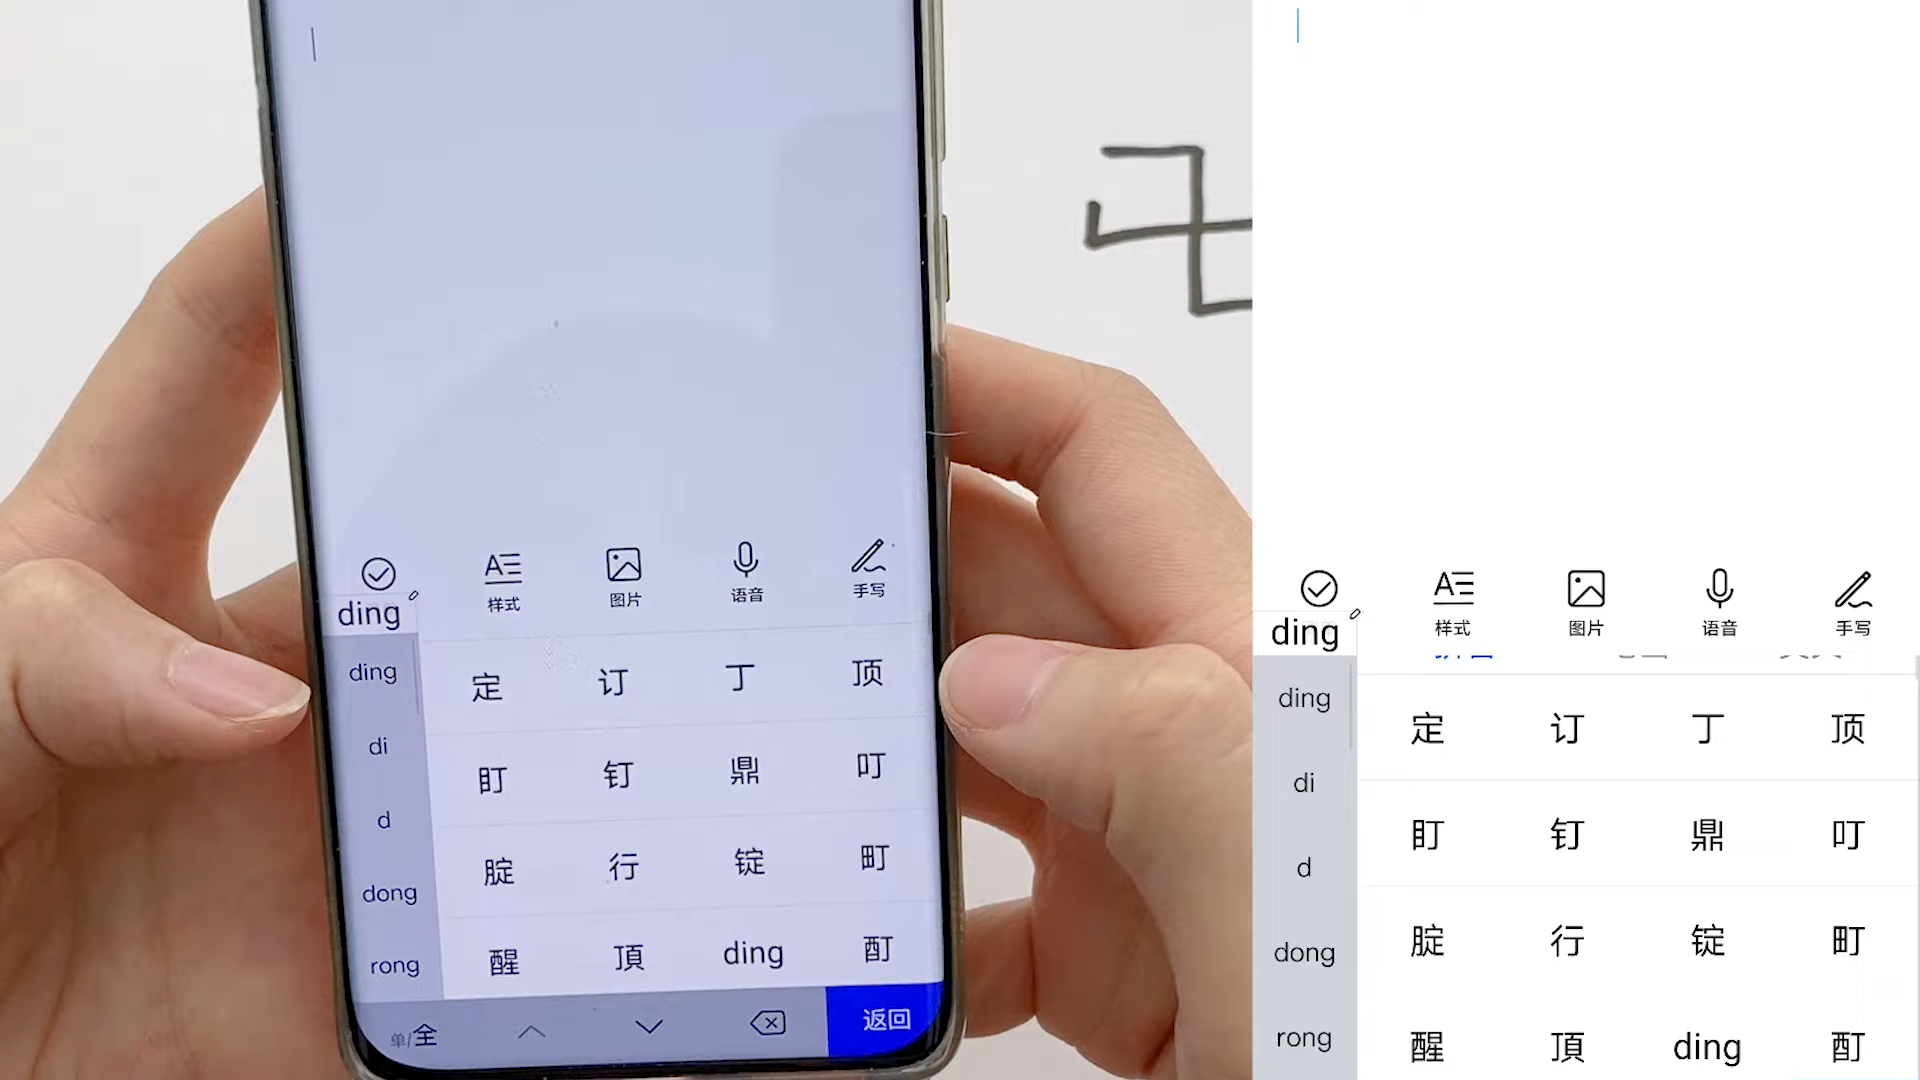 卍
样式 图片 语音 手写
ding
ding
di
d
dong
rong
定 订 丁 顶
盯 钉 鼎 叮
腚 行 锭 町
醒 頂 ding 酊
单/全 返回
样式 图片 语音 手写
ding
ding
di
d
dong
rong
定 订 丁 顶
盯 钉 鼎 叮
腚 行 锭 町
醒 頂 ding 酊